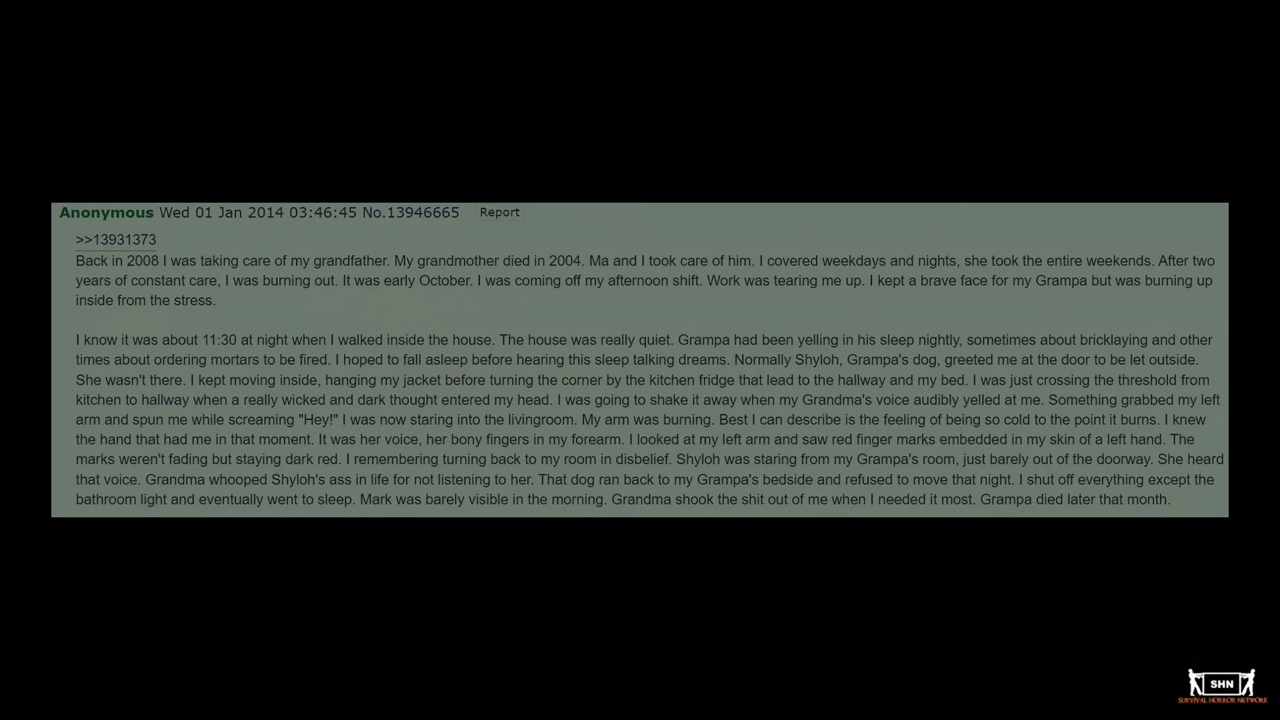 Anonymous Wed 01 Jan 2014 03:46:45 No.13946665 Report
>>13931373
Back in 2008 I was taking care of my grandfather. My grandmother died in 2004. Ma and I took care of him. I covered weekdays and nights, she took the entire weekends. After two
years of constant care, I was burning out. It was early October. I was coming off my afternoon shift. Work was tearing me up. I kept a brave face for my Grampa but was burning up
inside from the stress.
I know it was about 11:30 at night when I walked inside the house. The house was really quiet. Grampa had been yelling in his sleep nightly, sometimes about bricklaying and other
times about ordering mortars to be fired. I hoped to fall asleep before hearing this sleep talking dreams. Normally Shyloh, Grampa's dog, greeted me at the door to be let outside.
She wasn't there. I kept moving inside, hanging my jacket before turning the corner by the kitchen fridge that lead to the hallway and my bed. I was just crossing the threshold from
kitchen to hallway when a really wicked and dark thought entered my head. I was going to shake it away when my Grandma's voice audibly yelled at me. Something grabbed my left
arm and spun me while screaming "Hey!" I was now staring into the livingroom. My arm was burning. Best I can describe is the feeling of being so cold to the point it burns. I knew
the hand that had me in that moment. It was her voice, her bony fingers in my forearm. I looked at my left arm and saw red finger marks embedded in my skin of a left hand. The
marks weren't fading but staying dark red. I remembering turning back to my room in disbelief. Shyloh was staring from my Grampa's room, just barely out of the doorway. She heard
that voice. Grandma whooped Shyloh's ass in life for not listening to her. That dog ran back to my Grampa's bedside and refused to move that night. I shut off everything except the
bathroom light and eventually went to sleep. Mark was barely visible in the morning. Grandma shook the shit out of me when I needed it most. Grampa died later that month.
SHN
SURVIVAL HORROR NETWORK